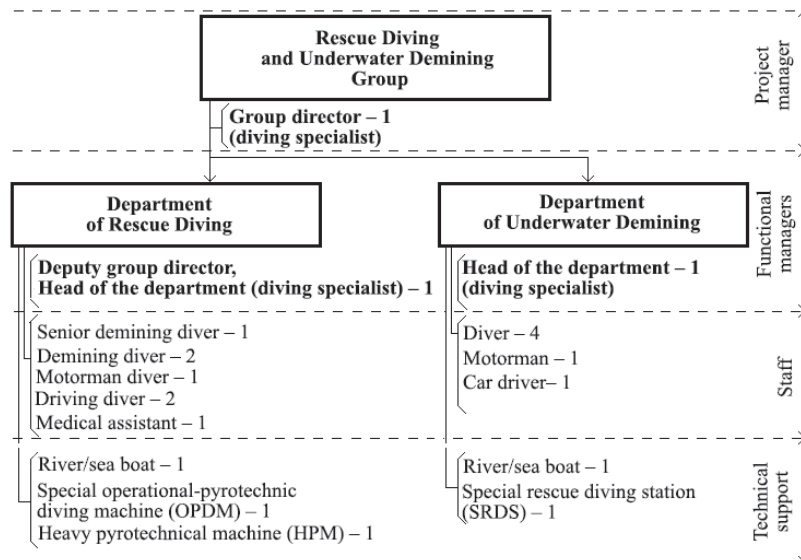 Rescue Diving
and Underwater Demining
Group
Group director – 1
(diving specialist)
Project
manager
Department
of Rescue Diving
Deputy group director,
Head of the department (diving specialist) – 1
Department
of Underwater Demining
Head of the department – 1
(diving specialist)
Functional
managers
Senior demining diver – 1
Demining diver – 2
Motorman diver – 1
Driving diver – 2
Medical assistant – 1
Diver – 4
Motorman – 1
Car driver– 1
Staff
River/sea boat – 1
Special operational-pyrotechnic
diving machine (OPDM) – 1
Heavy pyrotechnical machine (HPM) – 1
River/sea boat – 1
Special rescue diving station
(SRDS) – 1
Technical
support